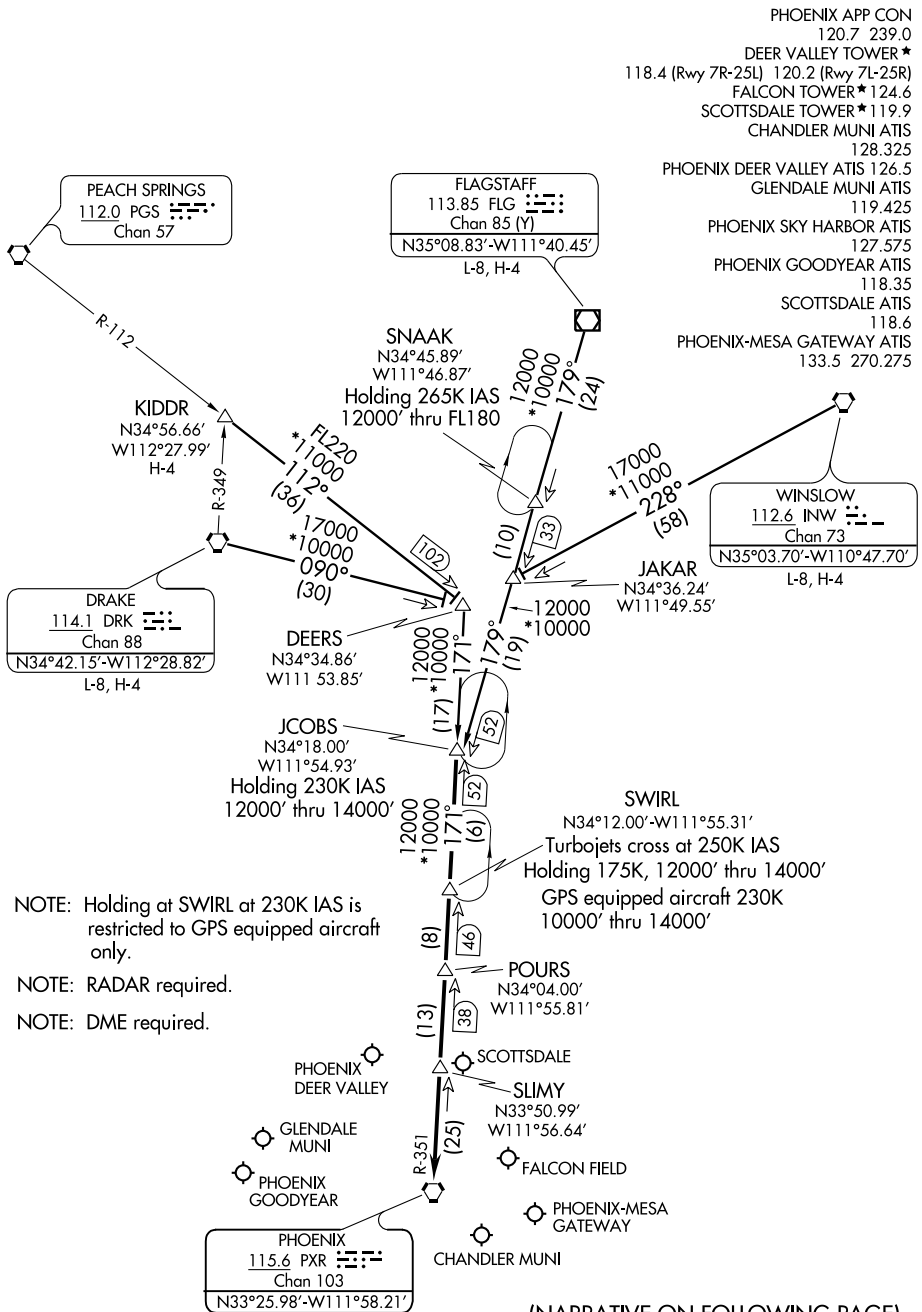 PHOENIX APP CON
120.7 239.0
DEER VALLEY TOWER★
118.4 (Rwy 7R-25L) 120.2 (Rwy 7L-25R)
FALCON TOWER★ 124.6
SCOTTSDALE TOWER★ 119.9
CHANDLER MUNI ATIS
128.325
PHOENIX DEER VALLEY ATIS 126.5
GLENDALE MUNI ATIS
119.425
PHOENIX SKY HARBOR ATIS
127.575
PHOENIX GOODYEAR ATIS
118.35
SCOTTSDALE ATIS
118.6
PHOENIX-MESA GATEWAY ATIS
133.5 270.275
PEACH SPRINGS
112.0 PGS
Chan 57
FLAGSTAFF
113.85 FLG
Chan 85 (Y)
N35°08.83'-W111°40.45'
L-8, H-4
R-112
SNAAK
N34°45.89'
W111°46.87'
Holding 265K IAS
12000' thru FL180
12000
*10000
179°
(24)
KIDDR
N34°56.66'
W112°27.99'
H-4
R-349
FL220
*11000
112°
(36)
17000
*10000
090°
(30)
102
(10)
33
17000
*11000
228°
(58)
WINSLOW
112.6 INW
Chan 73
N35°03.70'-W110°47.70'
L-8, H-4
JAKAR
N34°36.24'
W111°49.55'
12000
*10000
179°
(19)
DRAKE
114.1 DRK
Chan 88
N34°42.15'-W112°28.82'
L-8, H-4
DEERS
N34°34.86'
W111 53.85'
12000
*10000
171°
(17)
52
JCOBS
N34°18.00'
W111°54.93'
Holding 230K IAS
12000' thru 14000'
52
12000
*10000
171°
(6)
SWIRL
N34°12.00'-W111°55.31'
Turbojets cross at 250K IAS
Holding 175K, 12000' thru 14000'
GPS equipped aircraft 230K
10000' thru 14000'
NOTE: Holding at SWIRL at 230K IAS is
restricted to GPS equipped aircraft
only.
NOTE: RADAR required.
NOTE: DME required.
(8)
46
POURS
N34°04.00'
W111°55.81'
(13)
38
PHOENIX
DEER VALLEY
SCOTTSDALE
SLIMY
N33°50.99'
W111°56.64'
R-351
(25)
GLENDALE
MUNI
PHOENIX
GOODYEAR
FALCON FIELD
PHOENIX-MESA
GATEWAY
CHANDLER MUNI
PHOENIX
115.6 PXR
Chan 103
N33°25.98'-W111°58.21'
(NARRATIVE ON FOLLOWING PAGE)